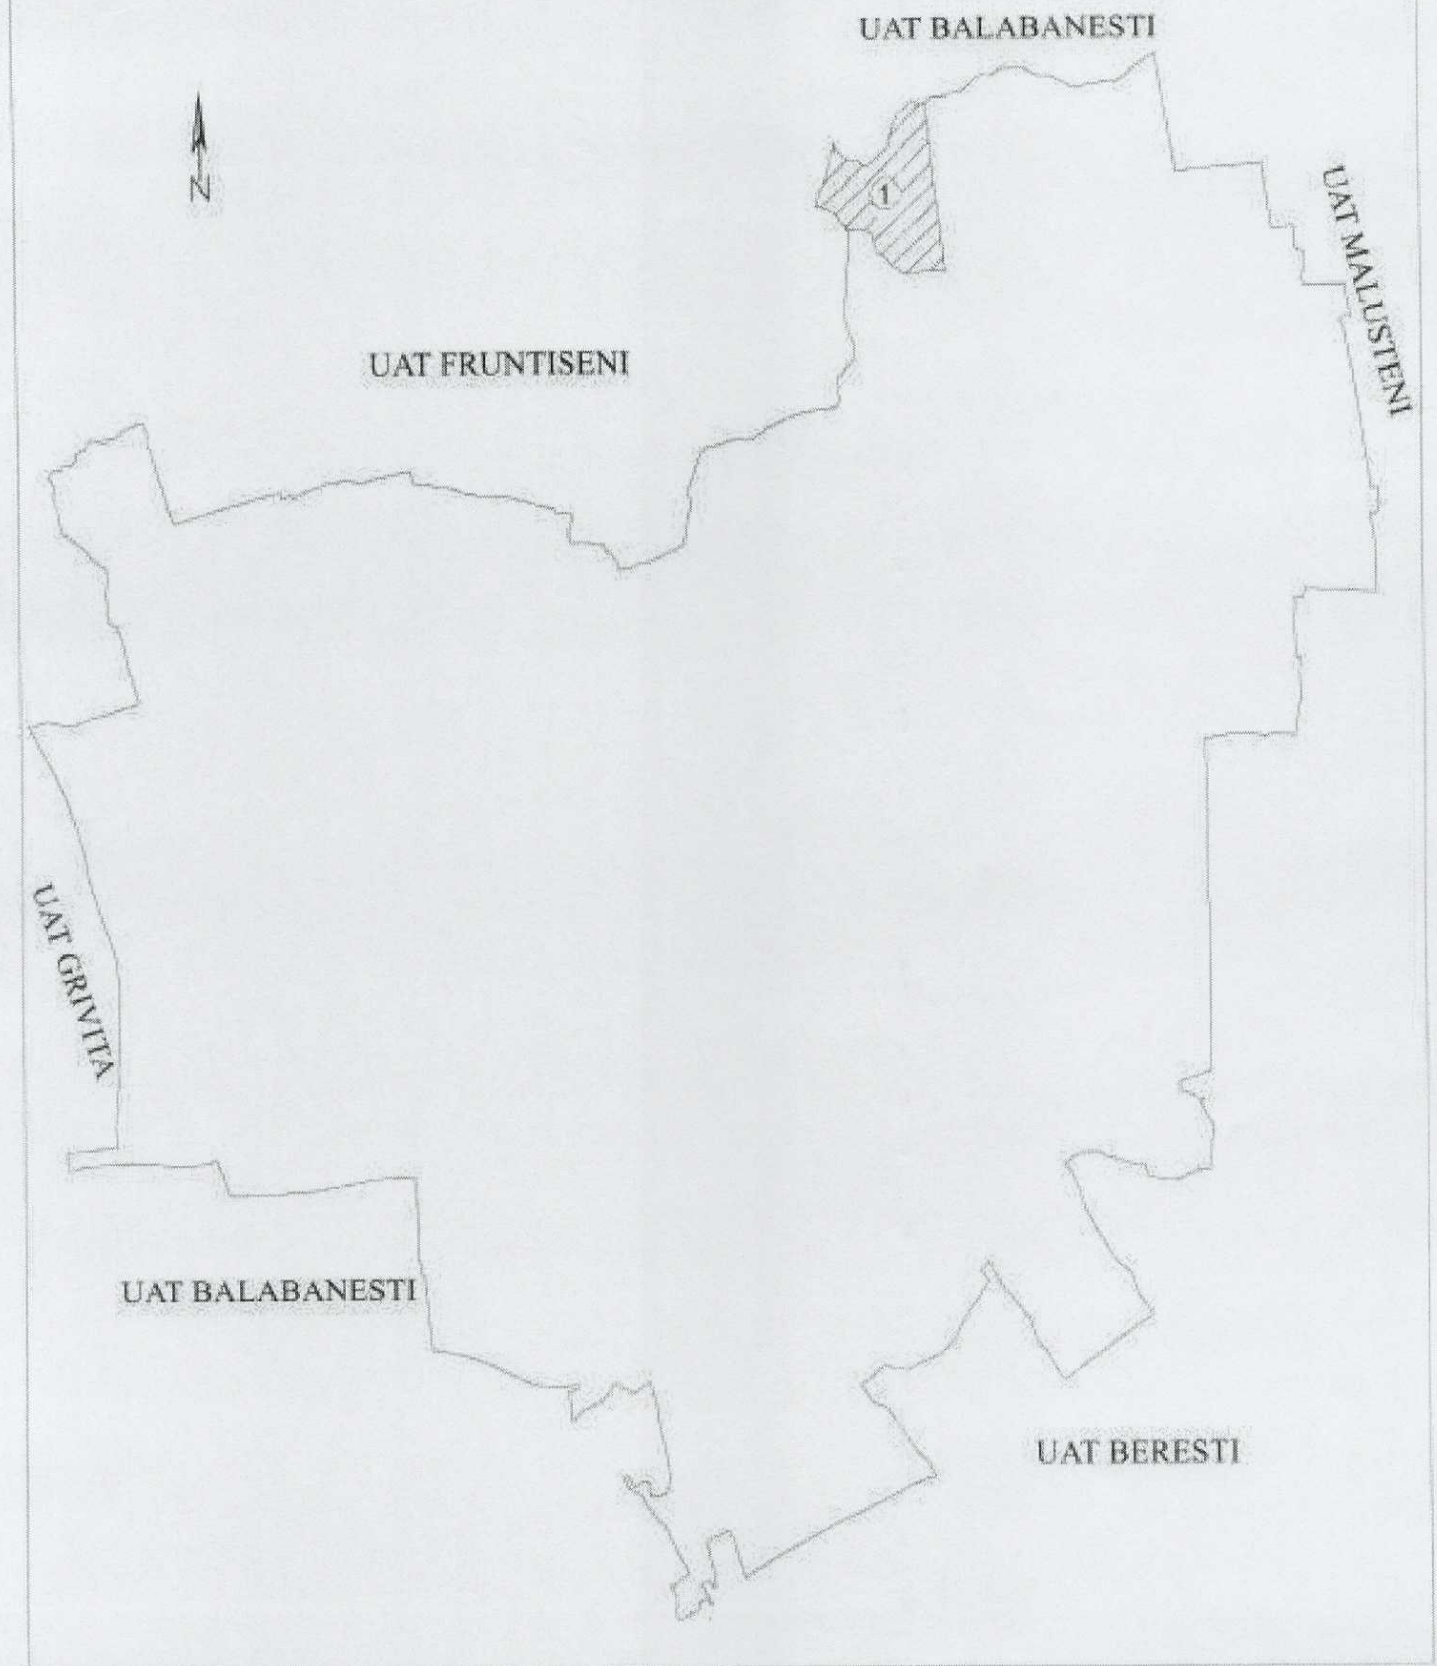 UAT BALABANESTI
N
1
UAT MALUSTENI
UAT FRUNTISENI
UAT GRIVITA
UAT BALABANESTI
UAT BERESTI